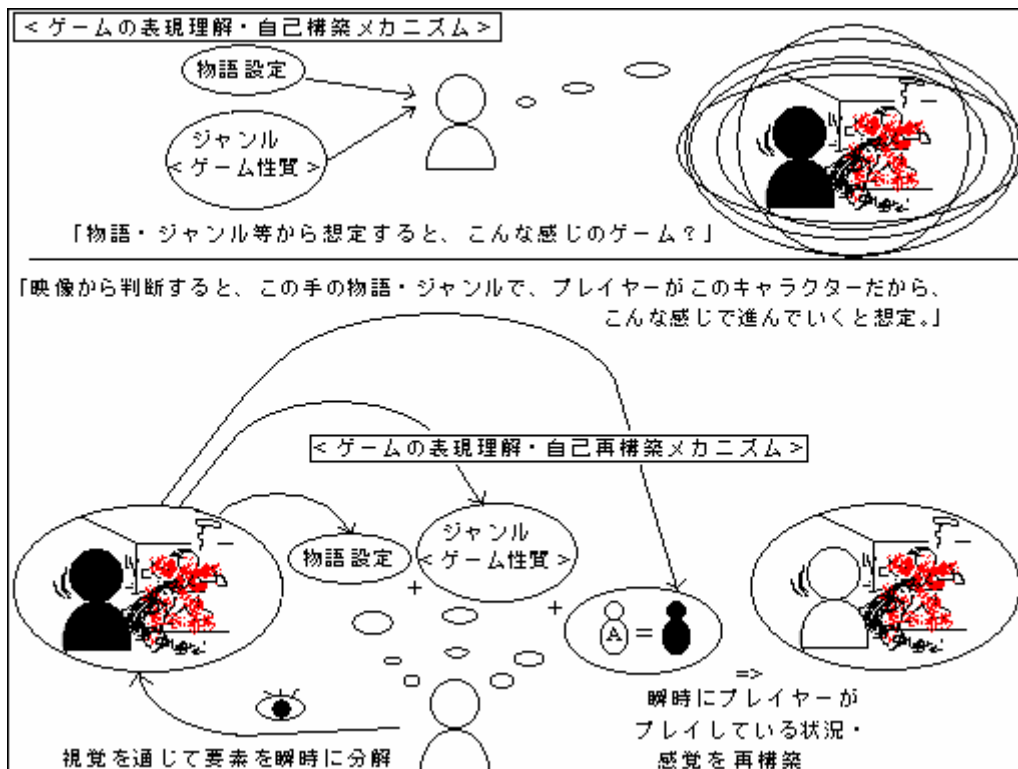 <ゲームの表現理解・自己構築メカニズム>
物語設定
ジャンル
<ゲーム性質>
「物語・ジャンル等から想定すると、こんな感じのゲーム?」
「映像から判断すると、この手の物語・ジャンルで、プレイヤーがこのキャラクターだから、
こんな感じで進んでいくと想定。」
<ゲームの表現理解・自己再構築メカニズム>
物語設定
+
ジャンル
<ゲーム性質>
+
A
=
=>
瞬時にプレイヤーが
プレイしている状況・
感覚を再構築
視覚を通じて要素を瞬時に分解